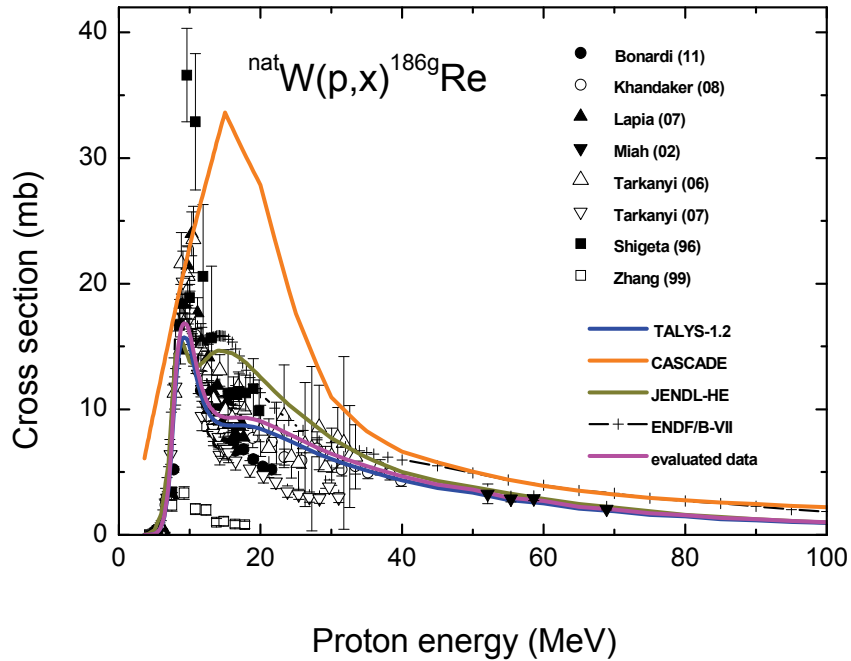 40
30
20
10
0
Cross section (mb)
natW(p,x)186gRe
Bonardi (11)
Khandaker (08)
Lapia (07)
Miah (02)
Tarkanyi (06)
Tarkanyi (07)
Shigeta (96)
Zhang (99)
TALYS-1.2
CASCADE
JENDL-HE
ENDF/B-VII
evaluated data
0 20 40 60 80 100
Proton energy (MeV)